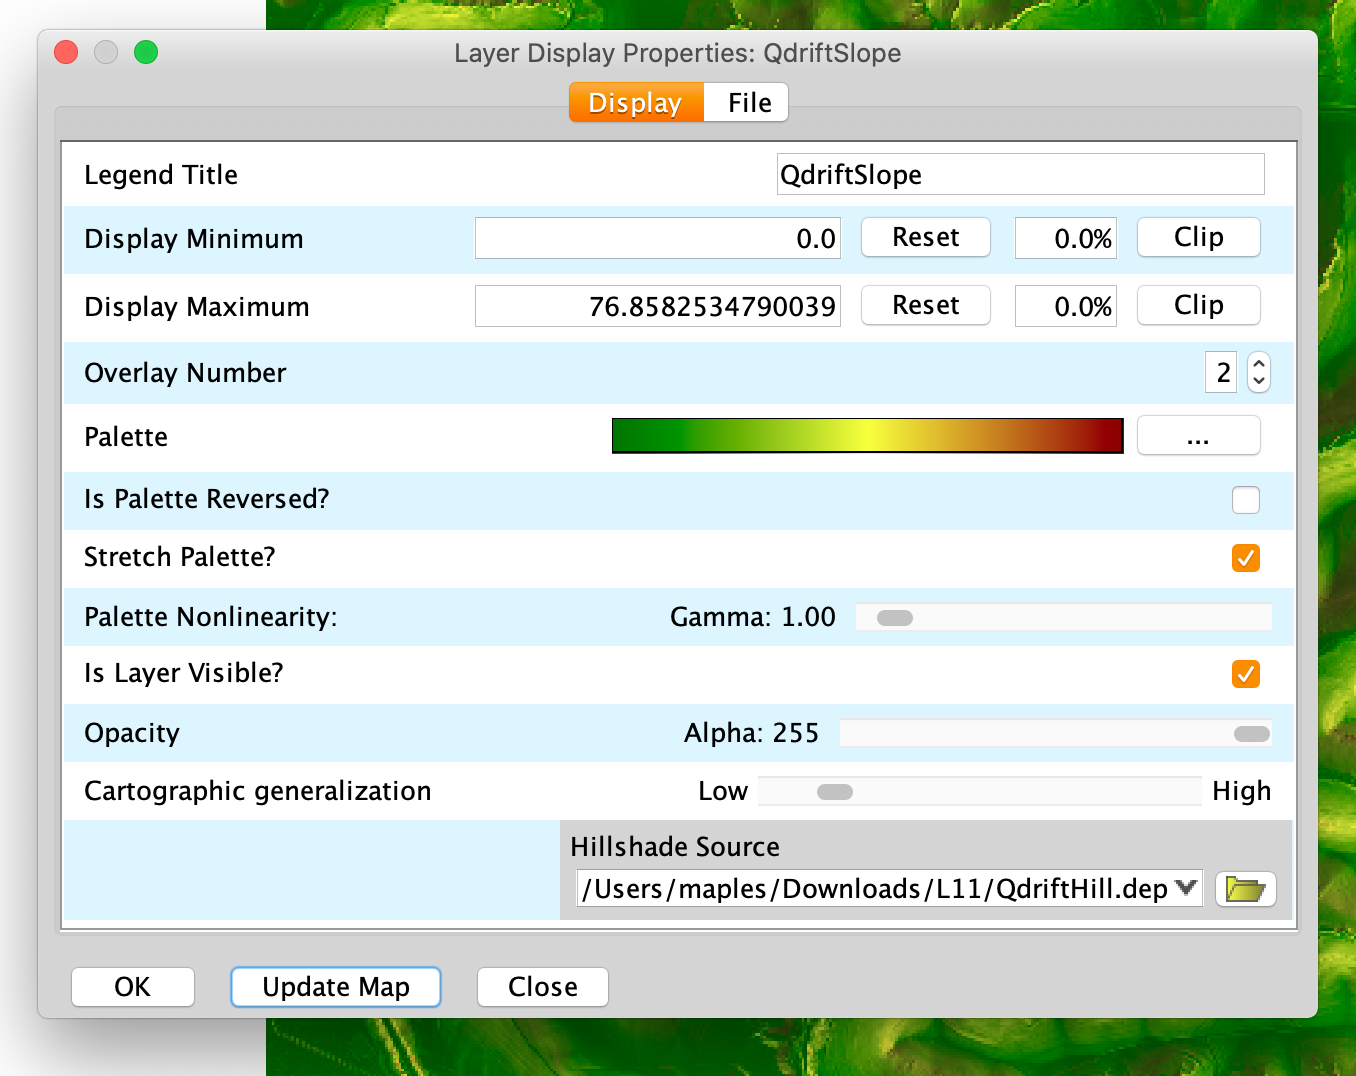 Layer Display Properties: QdriftSlope
Display File
Legend Title QdriftSlope
Display Minimum 0.0 Reset 0.0% Clip
Display Maximum 76.8582534790039 Reset 0.0% Clip
Overlay Number 2
Palette ...
Is Palette Reversed?
Stretch Palette?
Palette Nonlinearity: Gamma: 1.00
Is Layer Visible?
Opacity Alpha: 255
Cartographic generalization Low High
Hillshade Source
/Users/maples/Downloads/L11/QdriftHill.dep
OK Update Map Close